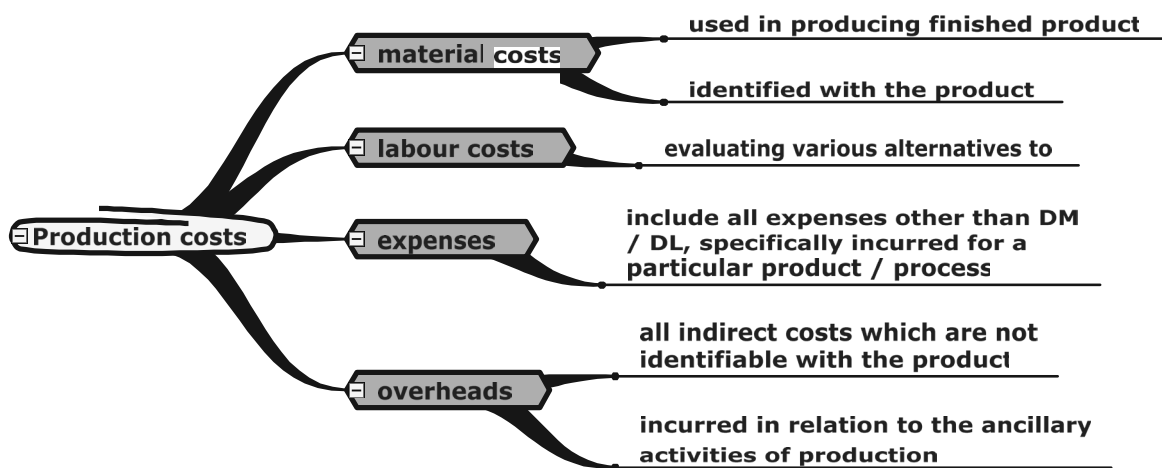 used in producing finished product
material costs
identified with the product
labour costs
evaluating various alternatives to
Production costs
expenses
include all expenses other than DM
/ DL, specifically incurred for a
particular product / process
all indirect costs which are not
identifiable with the product
overheads
incurred in relation to the ancillary
activities of production